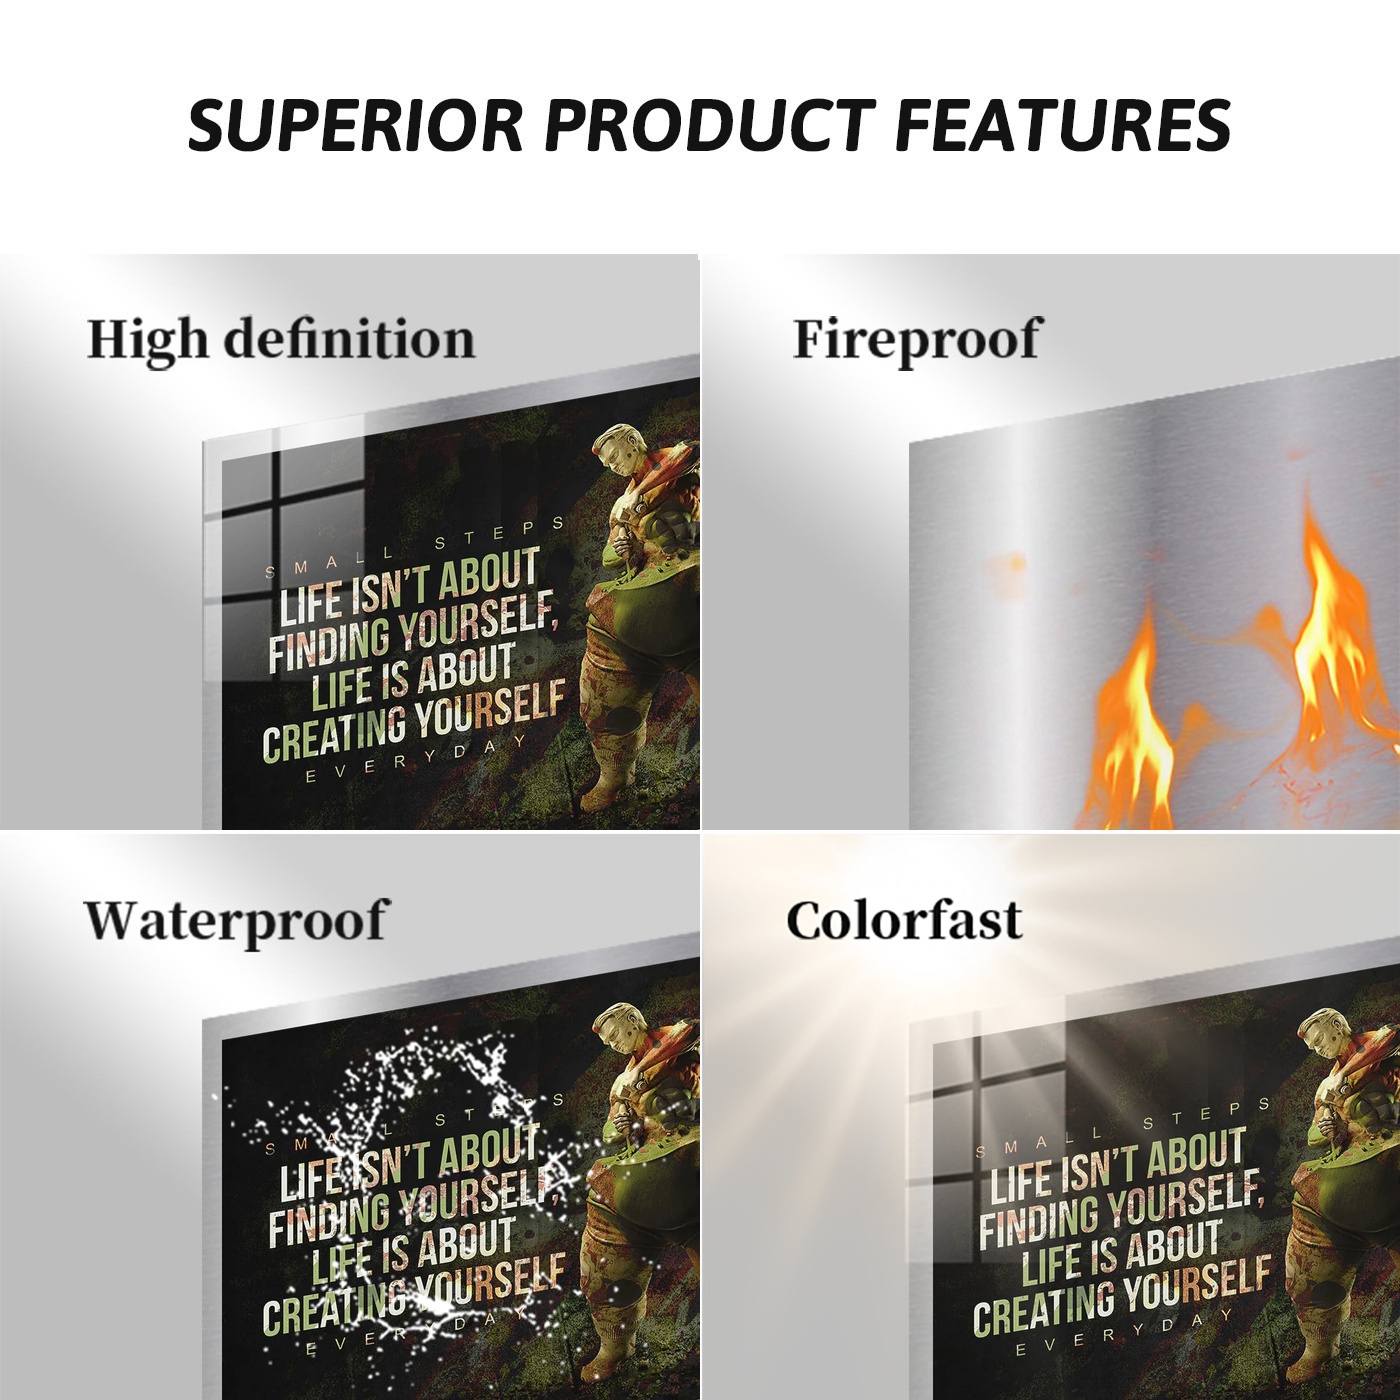 SUPERIOR PRODUCT FEATURES
High definition
SMALL STEPS
LIFE ISN'T ABOUT
FINDING YOURSELF,
LIFE IS ABOUT
CREATING YOURSELF
EVERYDAY
Fireproof
Waterproof
SMALL STEPS
LIFE ISN'T ABOUT
FINDING YOURSELF,
LIFE IS ABOUT
CREATING YOURSELF
EVERYDAY
Colorfast
SMALL STEPS
LIFE ISN'T ABOUT
FINDING YOURSELF,
LIFE IS ABOUT
CREATING YOURSELF
EVERYDAY